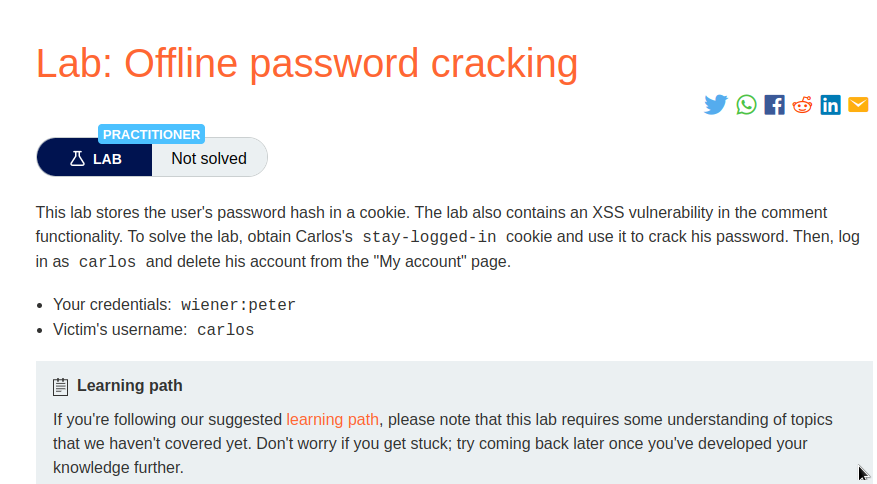 Lab: Offline password cracking
PRACTITIONER
LAB Not solved
This lab stores the user's password hash in a cookie. The lab also contains an XSS vulnerability in the comment
functionality. To solve the lab, obtain Carlos's stay-logged-in cookie and use it to crack his password. Then, log
in as carlos and delete his account from the "My account" page.
• Your credentials: wiener:peter
• Victim's username: carlos
Learning path
If you're following our suggested learning path, please note that this lab requires some understanding of topics
that we haven't covered yet. Don't worry if you get stuck; try coming back later once you've developed your
knowledge further.